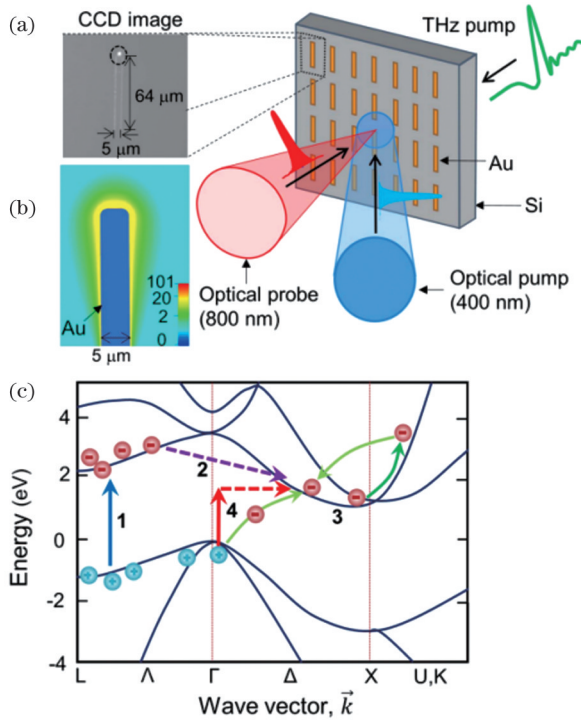 (a)
CCD image
64 μm
5 μm
THz pump
Au
Si
Optical probe
(800 nm)
Optical pump
(400 nm)
(b)
Au
5 μm
101
20
2
0
(c)
Energy (eV)
4
2
0
-2
-4
1
2
3
4
L
Λ
Γ
Δ
X
U,K
Wave vector, k⃗